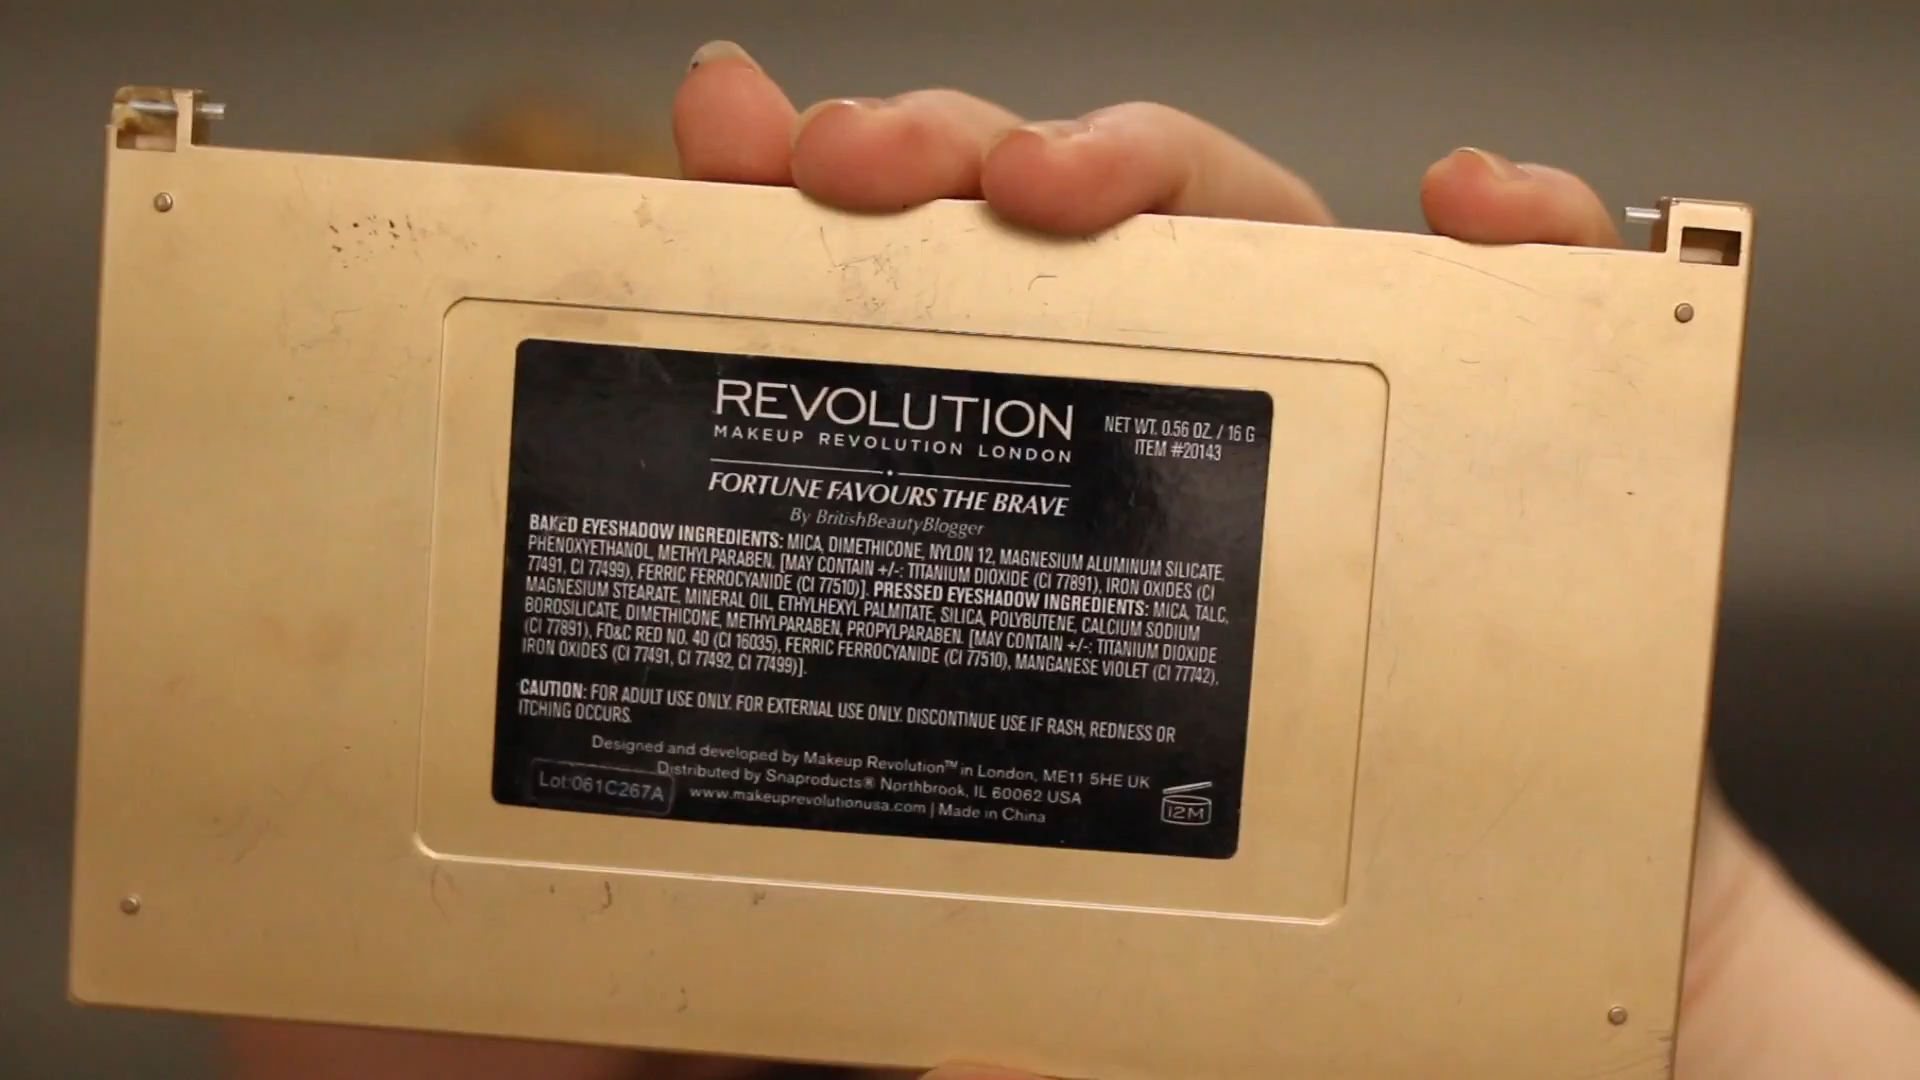 REVOLUTION
MAKEUP REVOLUTION LONDON
NET WT. 0.56 OZ. / 16 G
ITEM #20143
FORTUNE FAVOURS THE BRAVE
By BritishBeautyBlogger
BAKED EYESHADOW INGREDIENTS: MICA, DIMETHICONE, NYLON 12, MAGNESIUM ALUMINUM SILICATE,
PHENOXYETHANOL, METHYLPARABEN. [MAY CONTAIN +/-: TITANIUM DIOXIDE (CI 77891), IRON OXIDES (CI
77491, CI 77499), FERRIC FERROCYANIDE (CI 77510)]. PRESSED EYESHADOW INGREDIENTS: MICA, TALC,
MAGNESIUM STEARATE, MINERAL OIL, ETHYLHEXYL PALMITATE, SILICA, POLYBUTENE, CALCIUM SODIUM
BOROSILICATE, DIMETHICONE, METHYLPARABEN, PROPYLPARABEN. [MAY CONTAIN +/-: TITANIUM DIOXIDE
(CI 77891), FD&C RED NO. 40 (CI 16035), FERRIC FERROCYANIDE (CI 77510), MANGANESE VIOLET (CI 77742),
IRON OXIDES (CI 77491, CI 77492, CI 77499)].
CAUTION: FOR ADULT USE ONLY. FOR EXTERNAL USE ONLY. DISCONTINUE USE IF RASH, REDNESS OR
ITCHING OCCURS.
Designed and developed by Makeup Revolution™ in London, ME11 5HE UK
Distributed by Snaproducts® Northbrook, IL 60062 USA
www.makeuprevolutionusa.com | Made in China
Lot:061C267A
12M